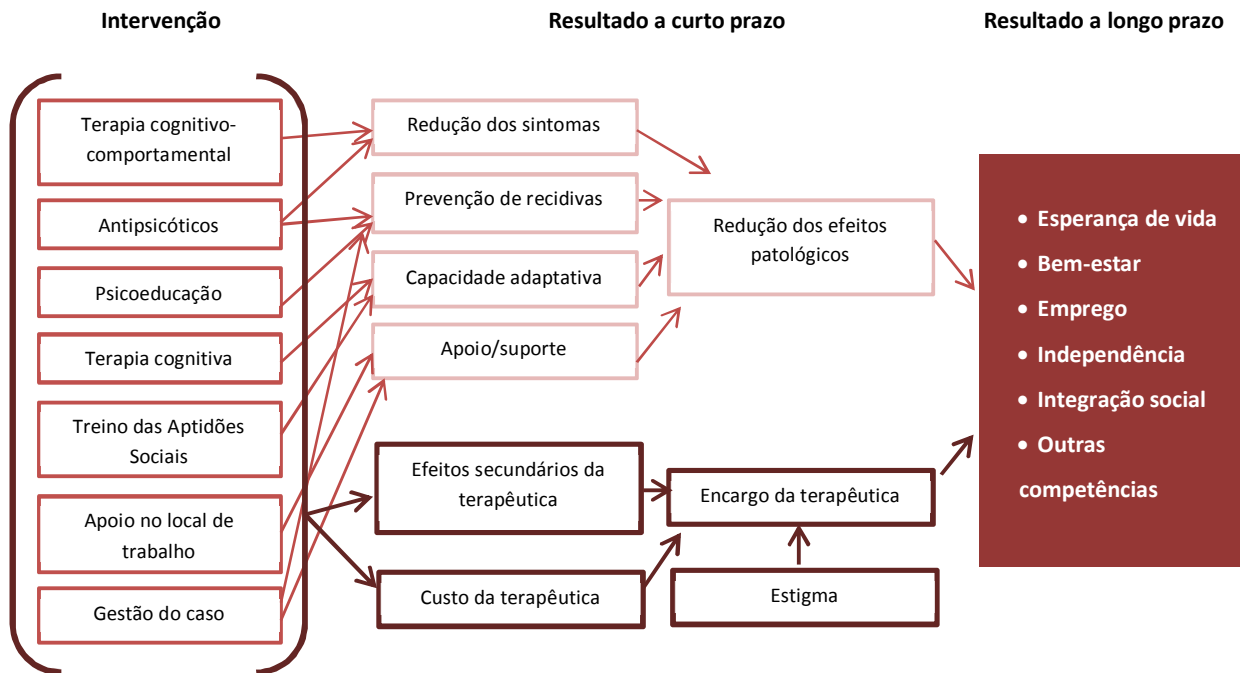 Intervenção
Resultado a curto prazo
Resultado a longo prazo
Terapia cognitivo-
comportamental
Antipsicóticos
Psicoeducação
Terapia cognitiva
Treino das Aptidões
Sociais
Apoio no local de
trabalho
Gestão do caso
Redução dos sintomas
Prevenção de recidivas
Capacidade adaptativa
Apoio/suporte
Efeitos secundários da
terapêutica
Custo da terapêutica
Redução dos efeitos
patológicos
Encargo da terapêutica
Estigma
• Esperança de vida
• Bem-estar
• Emprego
• Independência
• Integração social
• Outras
competências